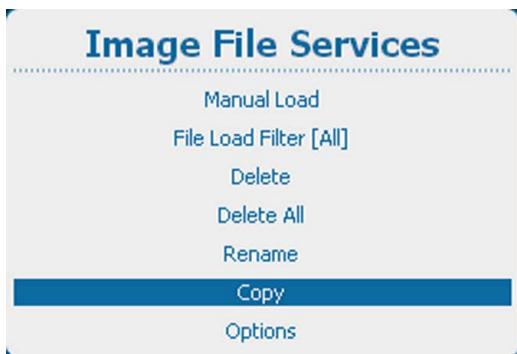 Image File Services
Manual Load
File Load Filter [All]
Delete
Delete All
Rename
Copy
Options